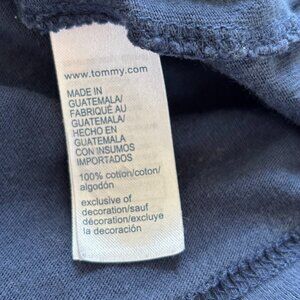 www.tommy.com
MADE IN
GUATEMALA/
FABRIQUÉ AU
GUATEMALA/
HECHO EN
GUATEMALA
CON INSUMOS
IMPORTADOS
100% cotton/coton/
algodón
exclusive of
decoration/sauf
décoration/excluye
la decoración